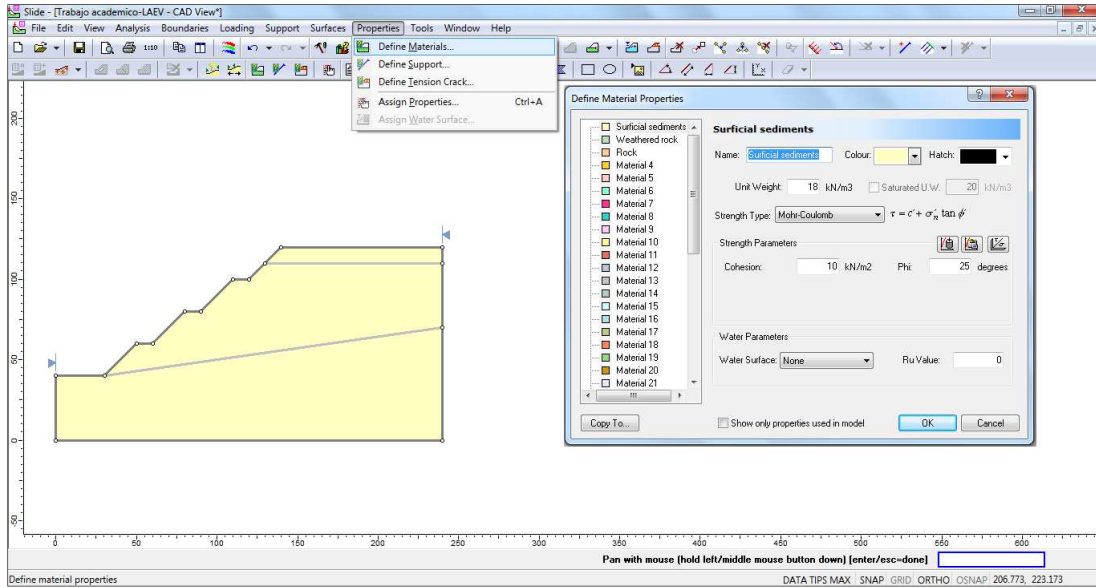 Slide - [Trabajo academico-LAEV - CAD View*]
File Edit View Analysis Boundaries Loading Support Surfaces Properties Tools Window Help
1:10
Define Materials...
Define Support...
Define Tension Crack...
Assign Properties... Ctrl+A
Assign Water Surface...
Define Material Properties
Surficial sediments
Weathered rock
Rock
Material 4
Material 5
Material 6
Material 7
Material 8
Material 9
Material 10
Material 11
Material 12
Material 13
Material 14
Material 15
Material 16
Material 17
Material 18
Material 19
Material 20
Material 21
Surficial sediments
Name: Surficial sediments Colour: Hatch:
Unit Weight: 18 kN/m3 Saturated U.W. 20 kN/m3
Strength Type: Mohr-Coulomb τ = c′ + σ′n tan ϕ′
Strength Parameters
Cohesion: 10 kN/m2 Phi: 25 degrees
Water Parameters
Water Surface: None Ru Value: 0
Copy To... Show only properties used in model OK Cancel
200
150
100
50
0
-50
0 50 100 150 200 250 300 350 400 450 500 550 600
Pan with mouse (hold left/middle mouse button down) [enter/esc=done]
Define material properties DATA TIPS MAX SNAP GRID ORTHO OSNAP 206.773, 223.173